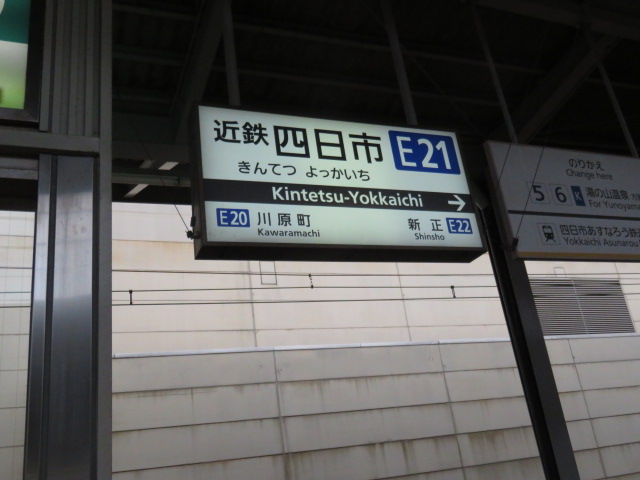 近鉄 四日市 E21
きんてつ よっかいち
Kintetsu-Yokkaichi →
E20 川原町 新正 E22
Kawaramachi Shinsho
のりかえ
Change here
5 6 湯の山温泉
For Yunoyama
四日市あすなろう鉄
Yokkaichi Asunarou